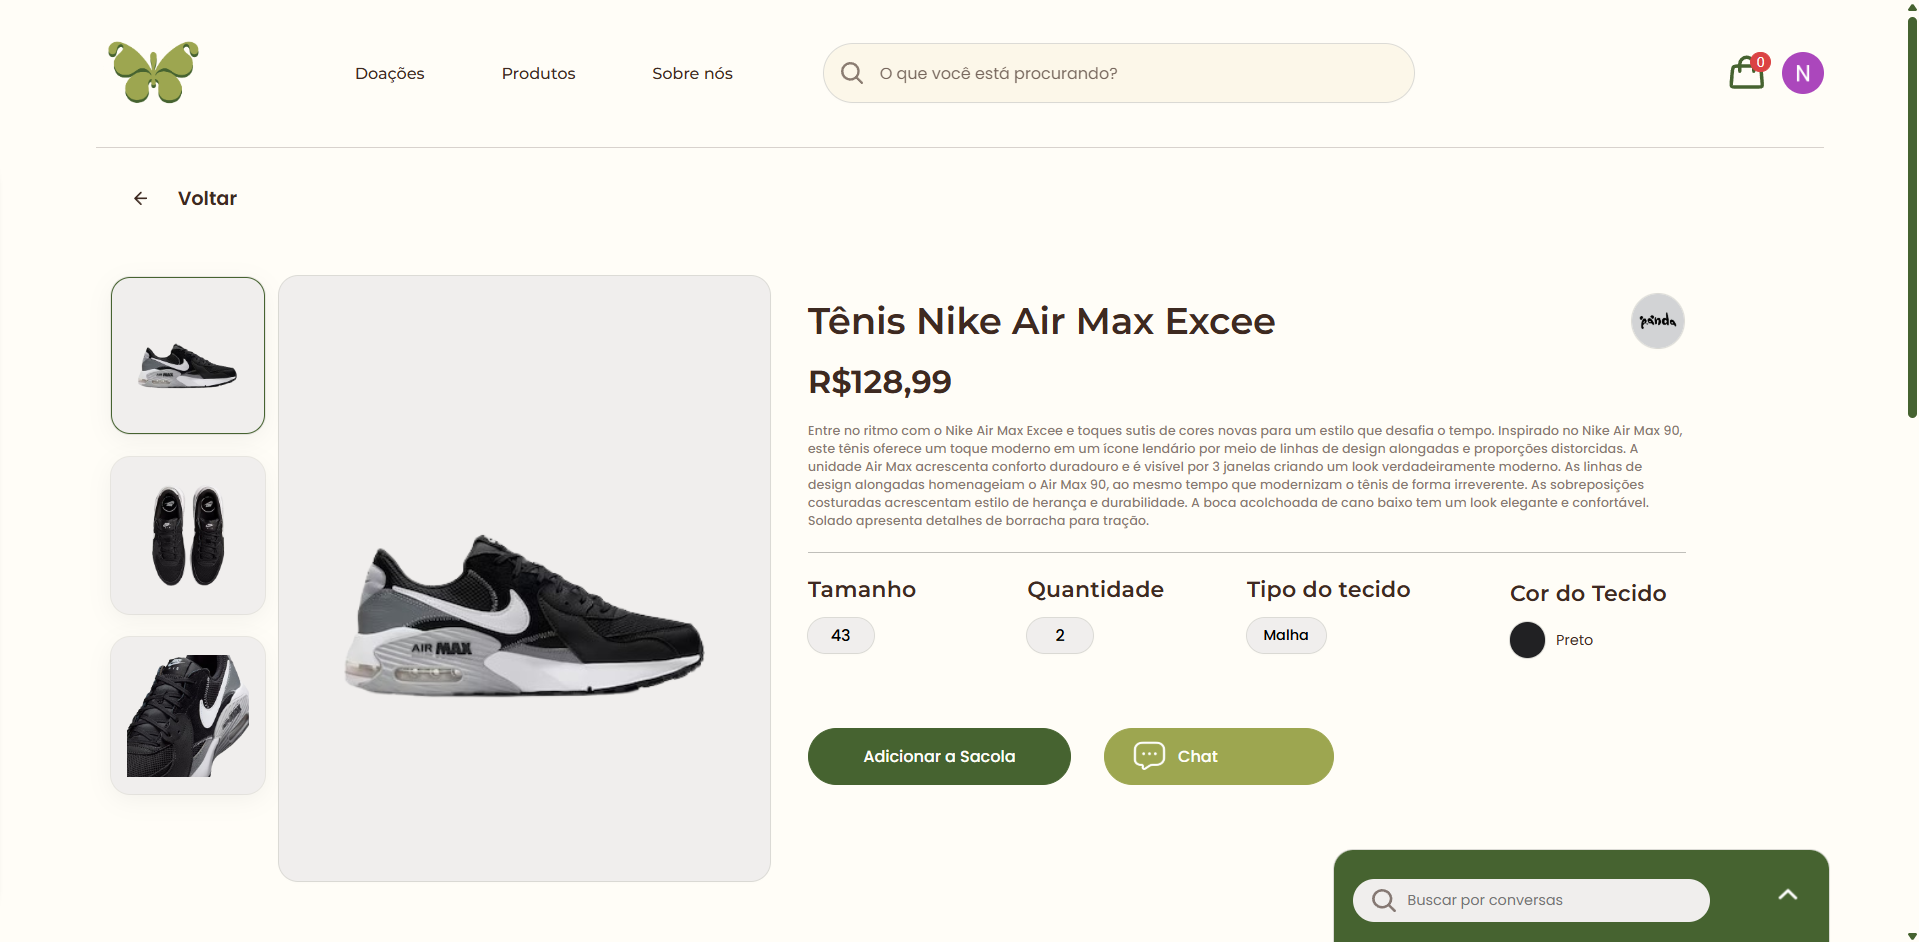 Doações
Produtos
Sobre nós
O que você está procurando?
0
N
Voltar
Tênis Nike Air Max Excee
panda
R$128,99
Entre no ritmo com o Nike Air Max Excee e toques sutis de cores novas para um estilo que desafia o tempo. Inspirado no Nike Air Max 90,
este tênis oferece um toque moderno em um ícone lendário por meio de linhas de design alongadas e proporções distorcidas. A
unidade Air Max acrescenta conforto duradouro e é visível por 3 janelas criando um look verdadeiramente moderno. As linhas de
design alongadas homenageiam o Air Max 90, ao mesmo tempo que modernizam o tênis de forma irreverente. As sobreposições
costuradas acrescentam estilo de herança e durabilidade. A boca acolchoada de cano baixo tem um look elegante e confortável.
Solado apresenta detalhes de borracha para tração.
Tamanho
Quantidade
Tipo do tecido
Cor do Tecido
43
2
Malha
Preto
AIR MAX
Adicionar a Sacola
Chat
Buscar por conversas